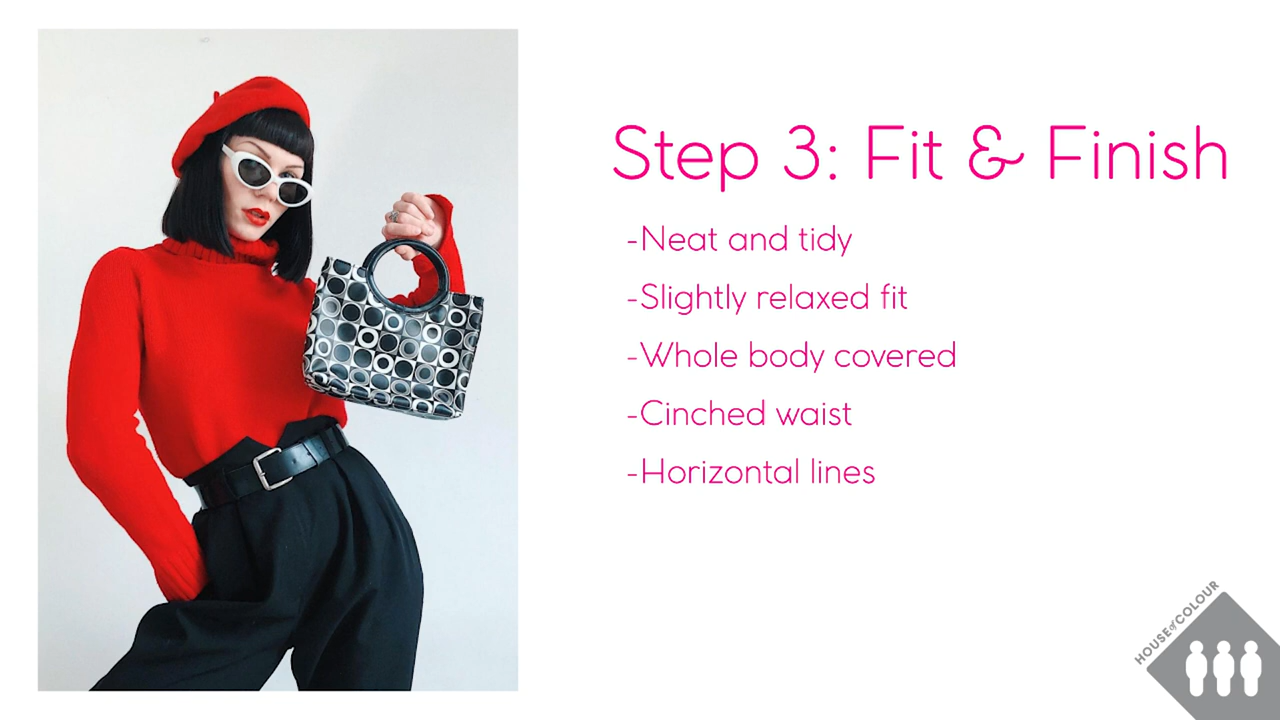 Step 3: Fit & Finish
-Neat and tidy
-Slightly relaxed fit
-Whole body covered
-Cinched waist
-Horizontal lines
HOUSE of COLOUR